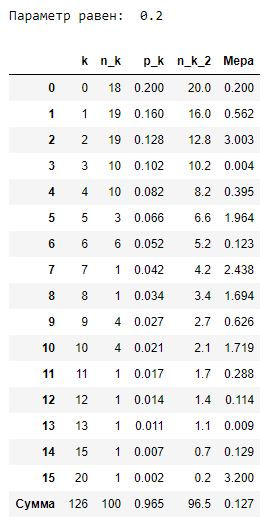 Параметр равен: 0.2
k n_k p_k n_k_2 Мера
0 0 18 0.200 20.0 0.200
1 1 19 0.160 16.0 0.562
2 2 19 0.128 12.8 3.003
3 3 10 0.102 10.2 0.004
4 4 10 0.082 8.2 0.395
5 5 3 0.066 6.6 1.964
6 6 6 0.052 5.2 0.123
7 7 1 0.042 4.2 2.438
8 8 1 0.034 3.4 1.694
9 9 4 0.027 2.7 0.626
10 10 4 0.021 2.1 1.719
11 11 1 0.017 1.7 0.288
12 12 1 0.014 1.4 0.114
13 13 1 0.011 1.1 0.009
14 15 1 0.007 0.7 0.129
15 20 1 0.002 0.2 3.200
Сумма 126 100 0.965 96.5 0.127